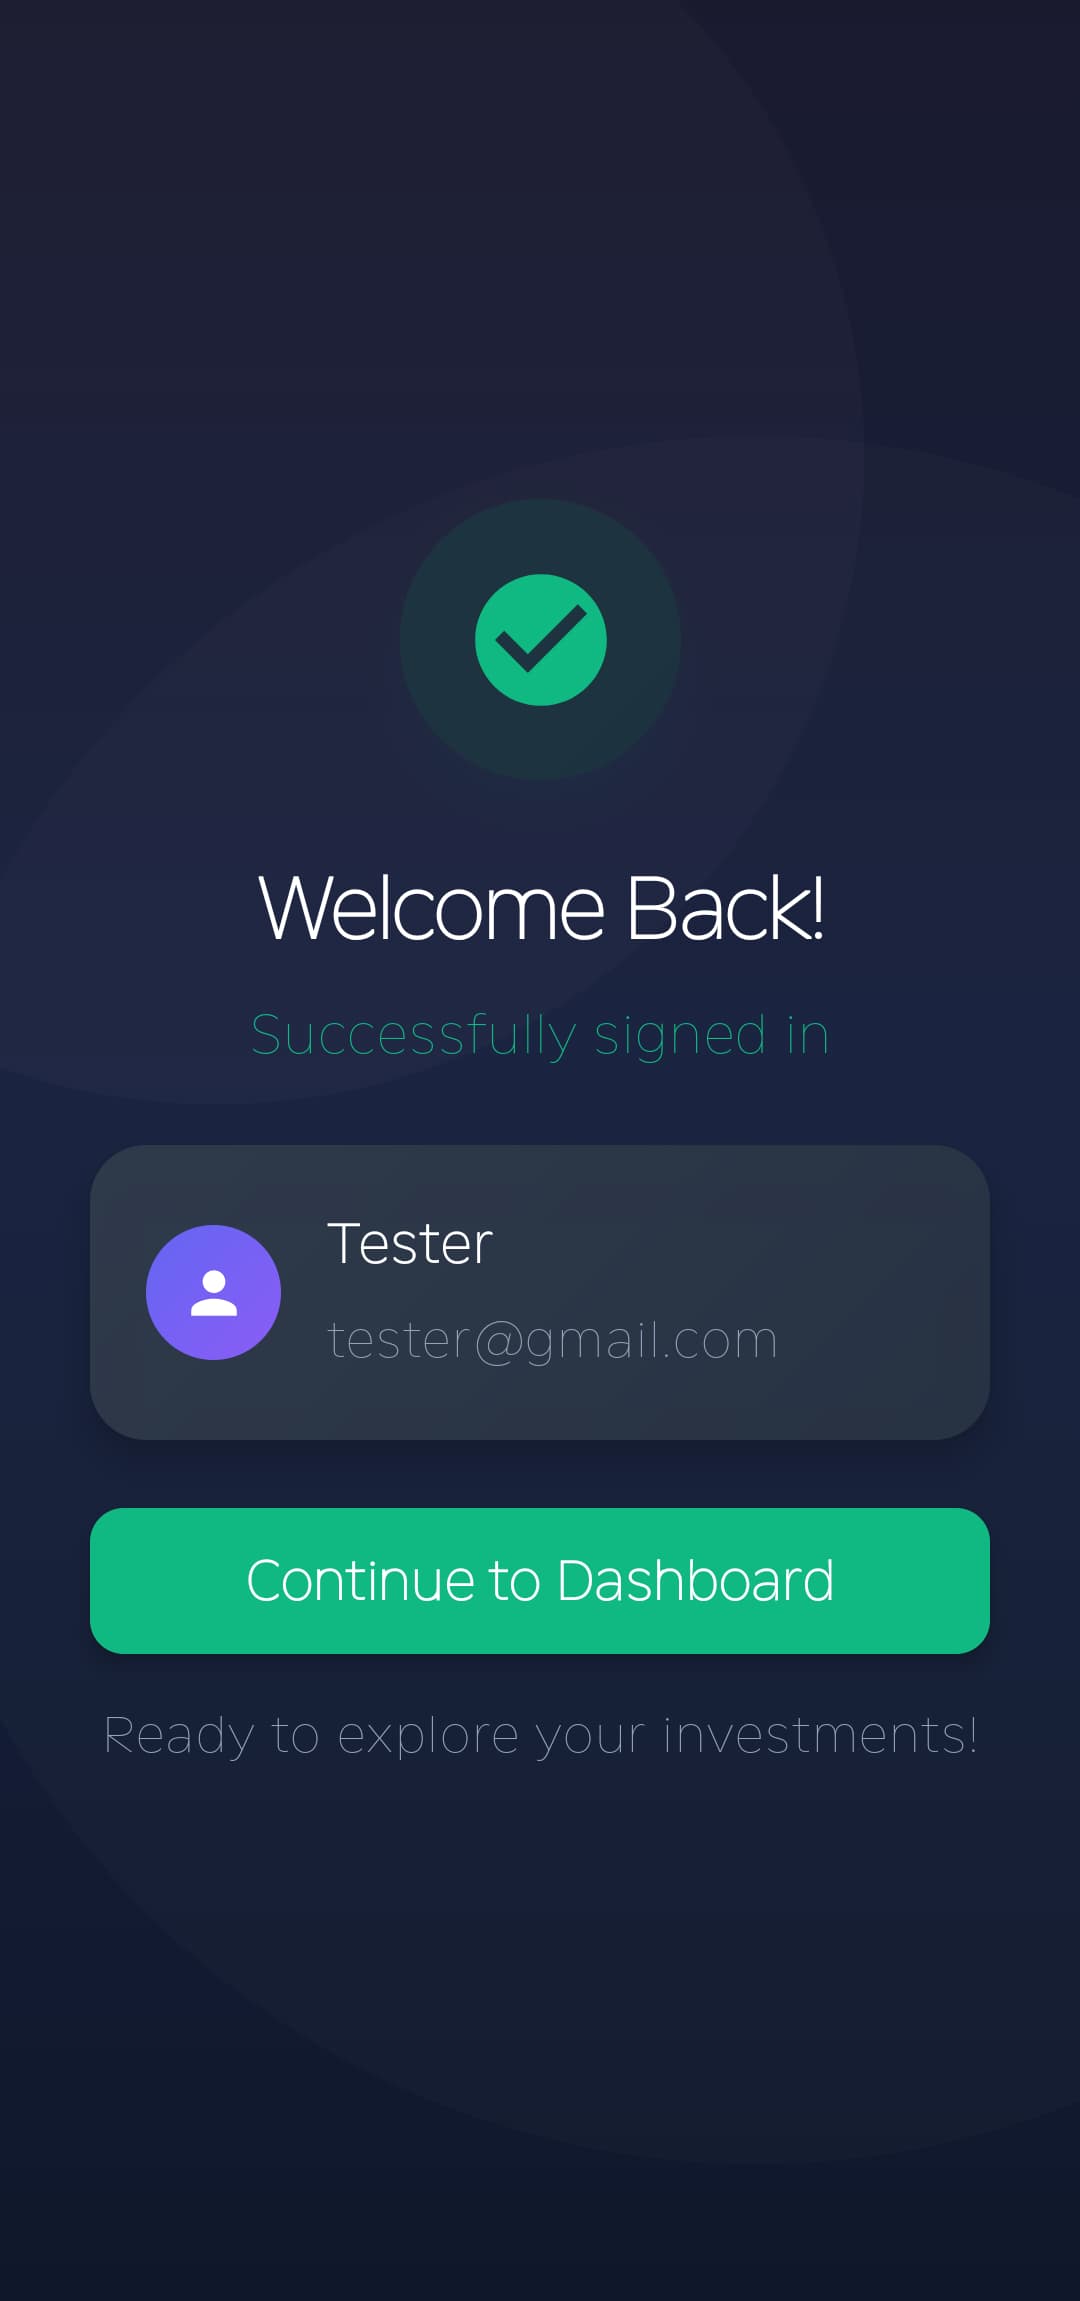 Welcome Back!
Successfully signed in
Tester
tester@gmail.com
Continue to Dashboard
Ready to explore your investments!